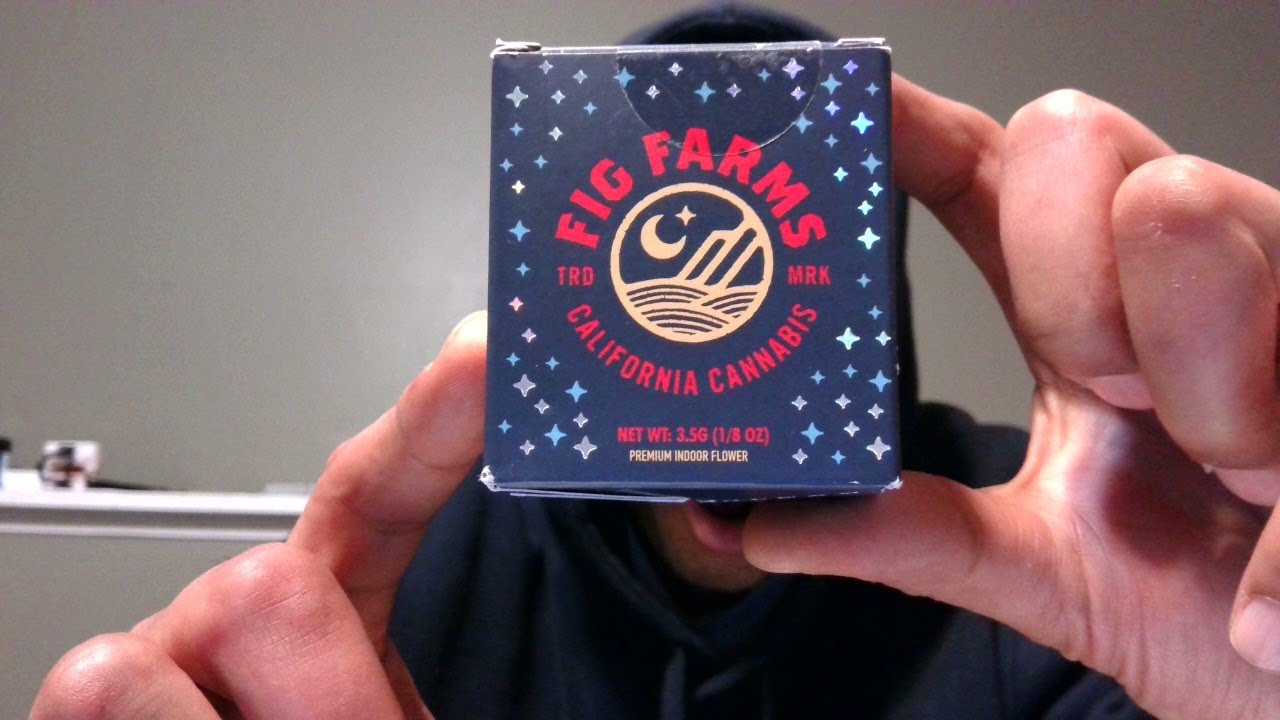 FIG FARMS
TRD MRK
CALIFORNIA CANNABIS
NET WT: 3.5G (1/8 OZ)
PREMIUM INDOOR FLOWER